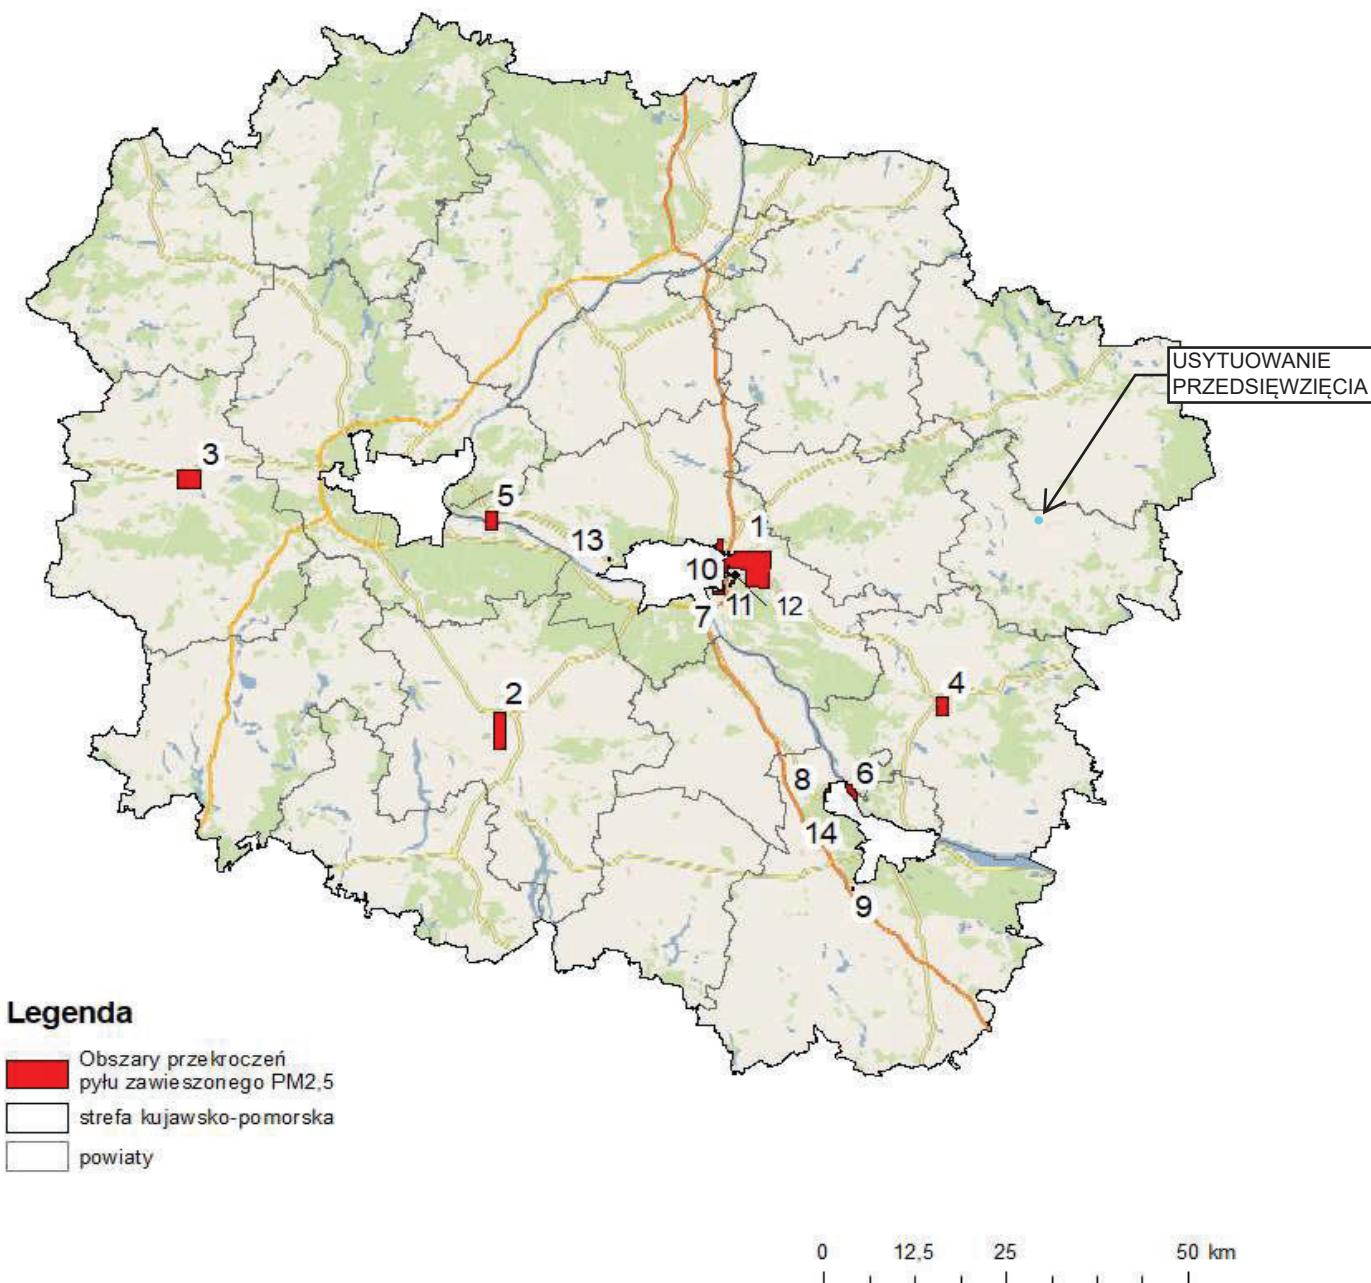 USYTUOWANIE
PRZEDSIĘWZIĘCIA
3
5
13
1
10
11
12
7
2
4
8
6
14
9
Legenda
Obszary przekroczeń
pyłu zawieszonego PM2,5
strefa kujawsko-pomorska
powiaty
0 12,5 25 50 km